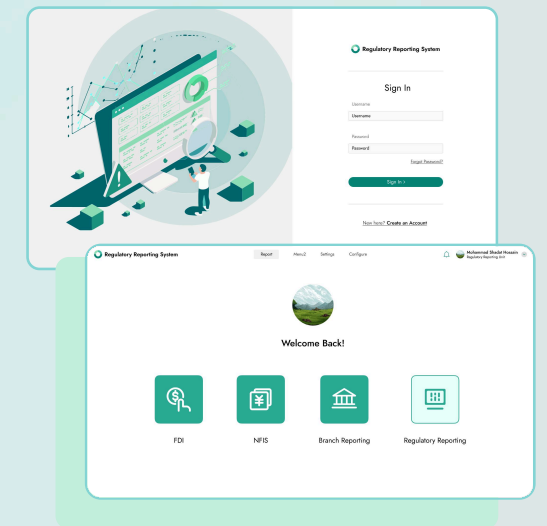 Regulatory Reporting System
Sign In
Username
Username
Password
Password
Forgot Password?
Sign In ›
New here? Create an Account
Regulatory Reporting System
Report Menu2 Settings Configure
Mohammad Shadat Hossain
Regulatory Reporting Unit
Welcome Back!
FDI NFIS Branch Reporting Regulatory Reporting